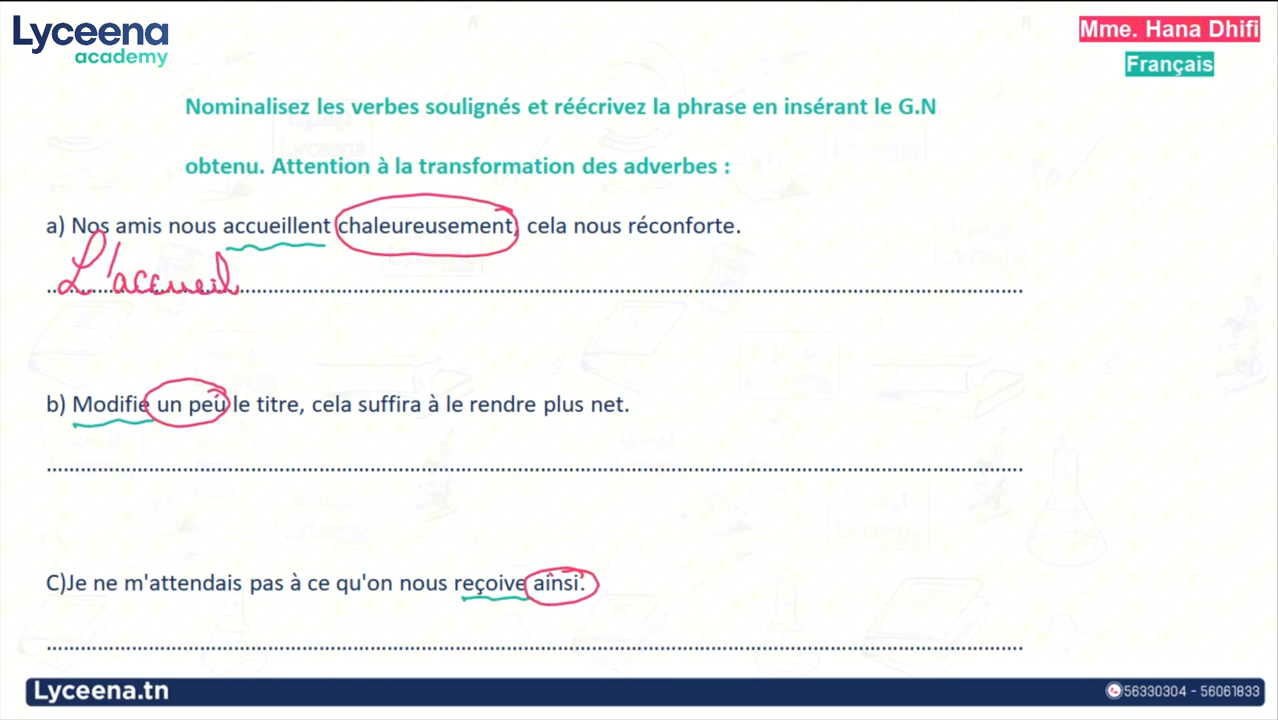 Lyceena
academy
Mme. Hana Dhifi
Français
Nominalisez les verbes soulignés et réécrivez la phrase en insérant le G.N
obtenu. Attention à la transformation des adverbes :
a) Nos amis nous accueillent chaleureusement, cela nous réconforte.
L'accueil
b) Modifie un peu le titre, cela suffira à le rendre plus net.
C)Je ne m'attendais pas à ce qu'on nous reçoive ainsi.
Lyceena.tn
56330304 - 56061833